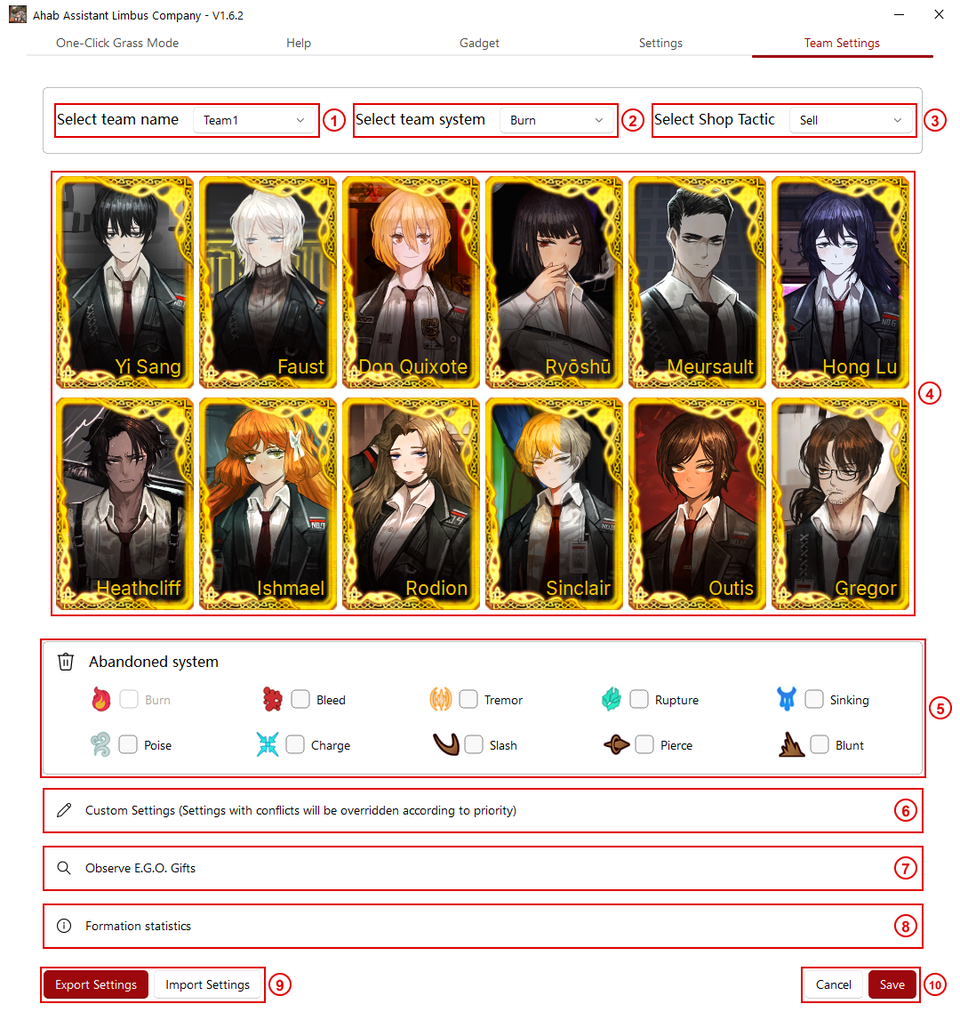 Ahab Assistant Limbus Company - V1.6.2
One-Click Grass Mode Help Gadget Settings Team Settings
Select team name Team1 1 Select team system Burn 2 Select Shop Tactic Sell 3
Yi Sang Faust Don Quixote Ryōshū Meursault Hong Lu
4
Heathcliff Ishmael Rodion Sinclair Outis Gregor
Abandoned system
Burn Bleed Tremor Rupture Sinking
5
Poise Charge Slash Pierce Blunt
Custom Settings (Settings with conflicts will be overridden according to priority) 6
Observe E.G.O. Gifts 7
Formation statistics 8
Export Settings Import Settings 9 Cancel Save 10